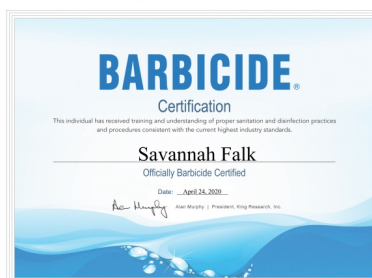 BARBICIDE®
Certification
This individual has received training and understanding of proper sanitation and disinfection practices
and procedures consistent with the current highest industry standards.
Savannah Falk
Officially Barbicide Certified
Date: April 24, 2020
Alan Murphy | President, King Research, Inc.